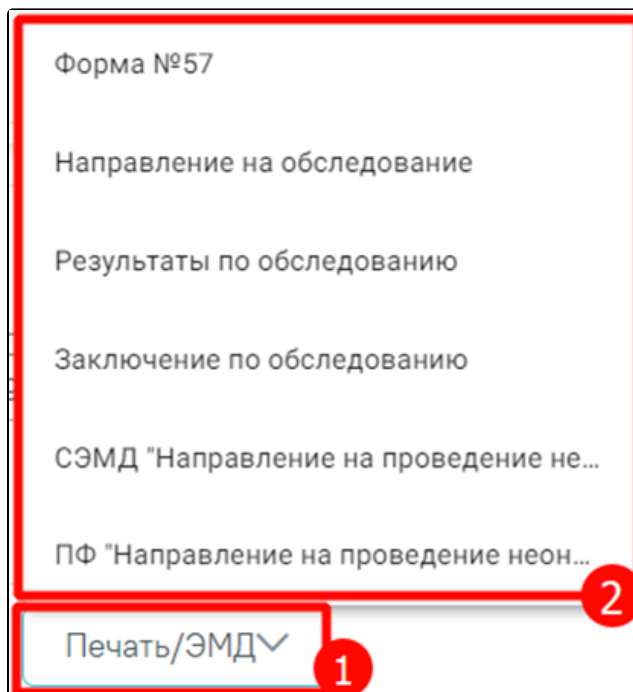 Форма №57
Направление на обследование
Результаты по обследованию
Заключение по обследованию
СЭМД "Направление на проведение не...
ПФ "Направление на проведение неон...
2
Печать/ЭМД
1